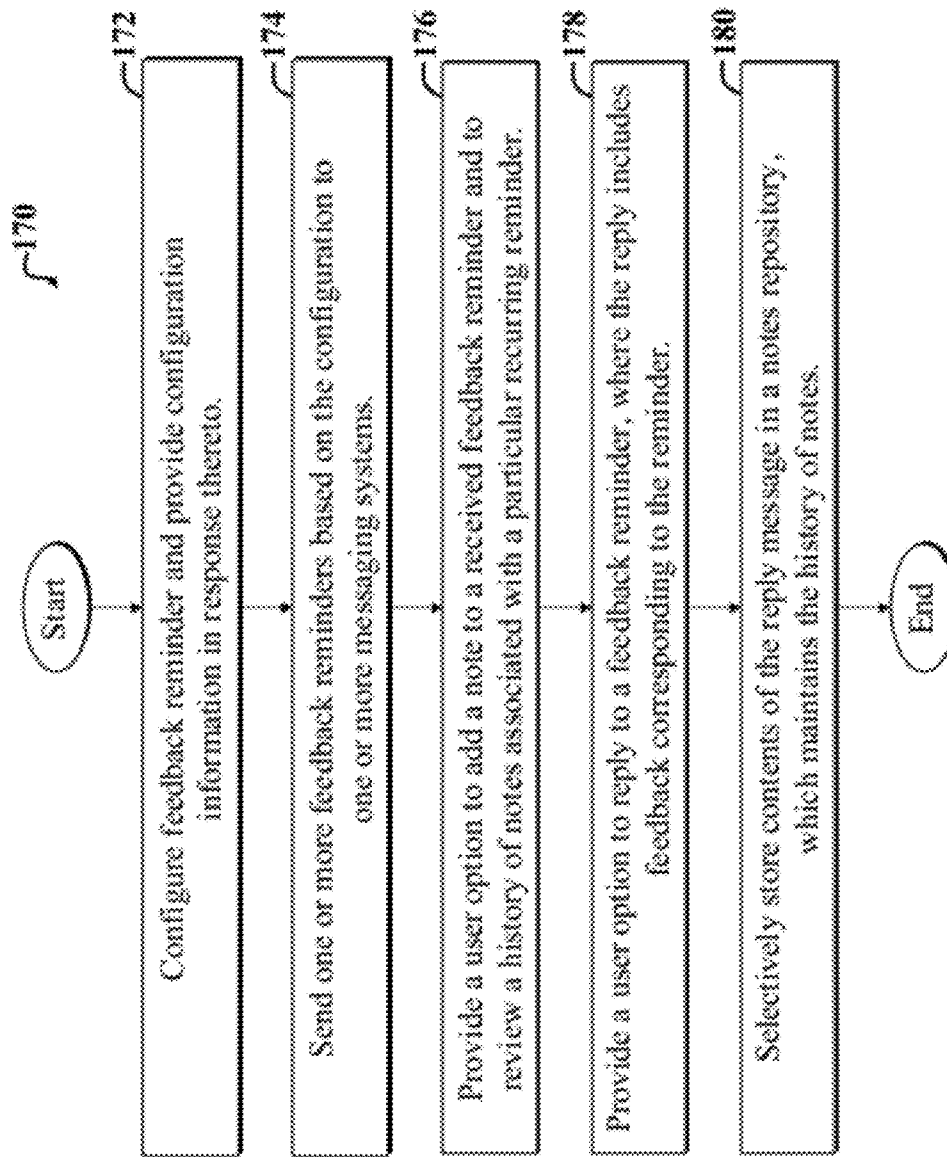 170
Start
172
Configure feedback reminder and provide configuration
information in response thereto.
174
Send one or more feedback reminders based on the configuration to
one or more messaging systems.
176
Provide a user option to add a note to a received feedback reminder and to
review a history of notes associated with a particular recurring reminder.
178
Provide a user option to reply to a feedback reminder, where the reply includes
feedback corresponding to the reminder.
180
Selectively store contents of the reply message in a notes repository,
which maintains the history of notes.
End